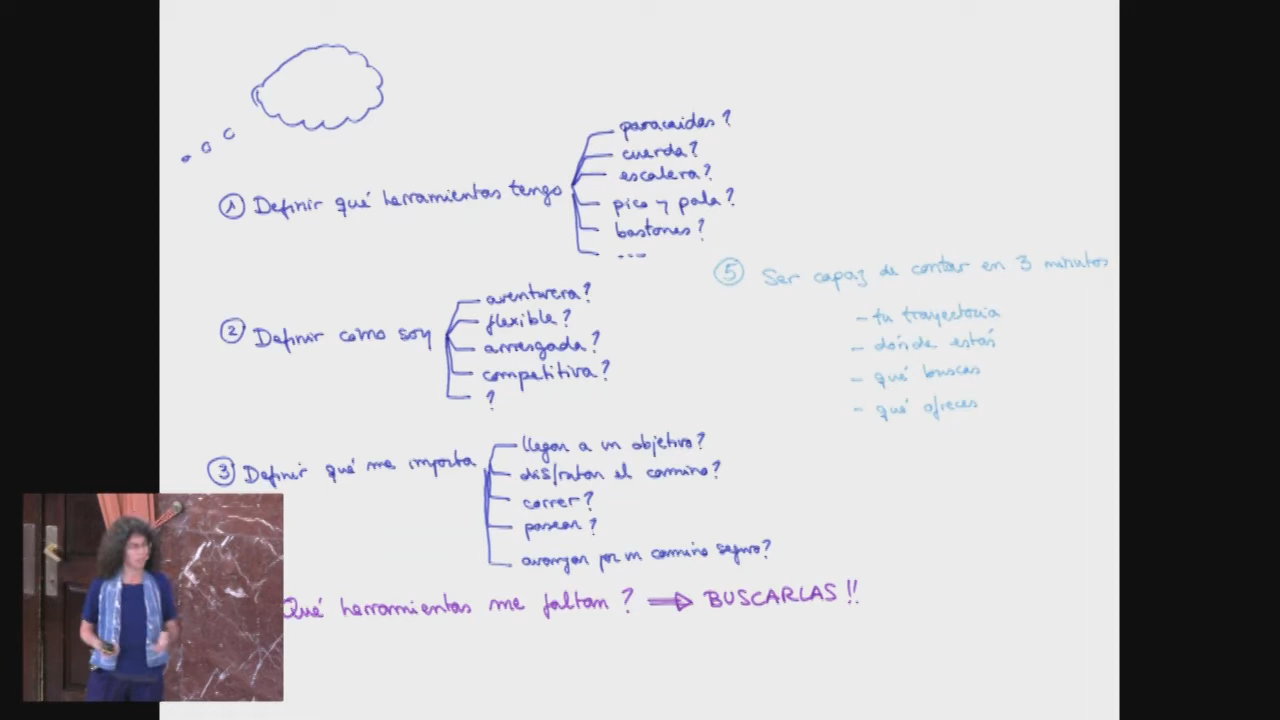 ① Definir qué herramientas tengo
paracaidas?
cuerda?
escalera?
pico y pala?
bastones?
...
② Definir como soy
aventurera?
flexible?
arresgada?
competitiva?
?
③ Definir qué me importa
llegar a un objetivo?
disfrutar el camino?
correr?
pasear?
avanzar por un camino seguro?
Qué herramientas me faltan? ⇒ BUSCARLAS!!
⑤ Ser capaz de contar en 3 minutos
- tu trayectoria
- dónde estás
- qué buscas
- qué ofreces